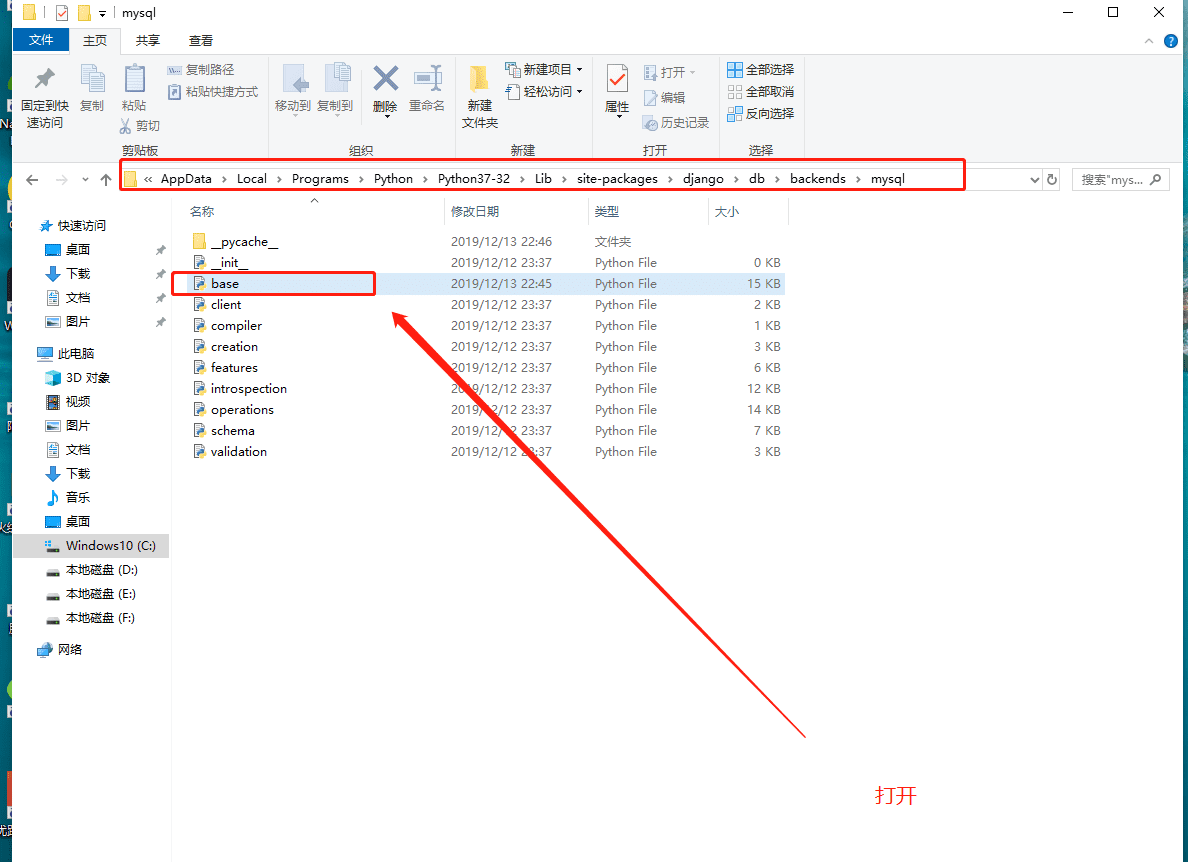 mysql
文件 主页 共享 查看
固定到快速访问 复制 粘贴 复制路径 粘贴快捷方式 剪切 移动到 复制到 删除 重命名 新建文件夹 新建项目 轻松访问 属性 打开 编辑 历史记录 全部选择 全部取消 反向选择
剪贴板 组织 新建 打开 选择
« AppData › Local › Programs › Python › Python37-32 › Lib › site-packages › django › db › backends › mysql
搜索"mys...
快速访问
桌面
下载
文档
图片
此电脑
3D 对象
视频
图片
文档
下载
音乐
桌面
Windows10 (C:)
本地磁盘 (D:)
本地磁盘 (E:)
本地磁盘 (F:)
网络
名称 修改日期 类型 大小
__pycache__ 2019/12/13 22:46 文件夹
__init__ 2019/12/12 23:37 Python File 0 KB
base 2019/12/13 22:45 Python File 15 KB
client 2019/12/12 23:37 Python File 2 KB
compiler 2019/12/12 23:37 Python File 1 KB
creation 2019/12/12 23:37 Python File 3 KB
features 2019/12/12 23:37 Python File 6 KB
introspection 2019/12/12 23:37 Python File 12 KB
operations 2019/12/12 23:37 Python File 14 KB
schema 2019/12/12 23:37 Python File 7 KB
validation 2019/12/12 23:37 Python File 3 KB
打开